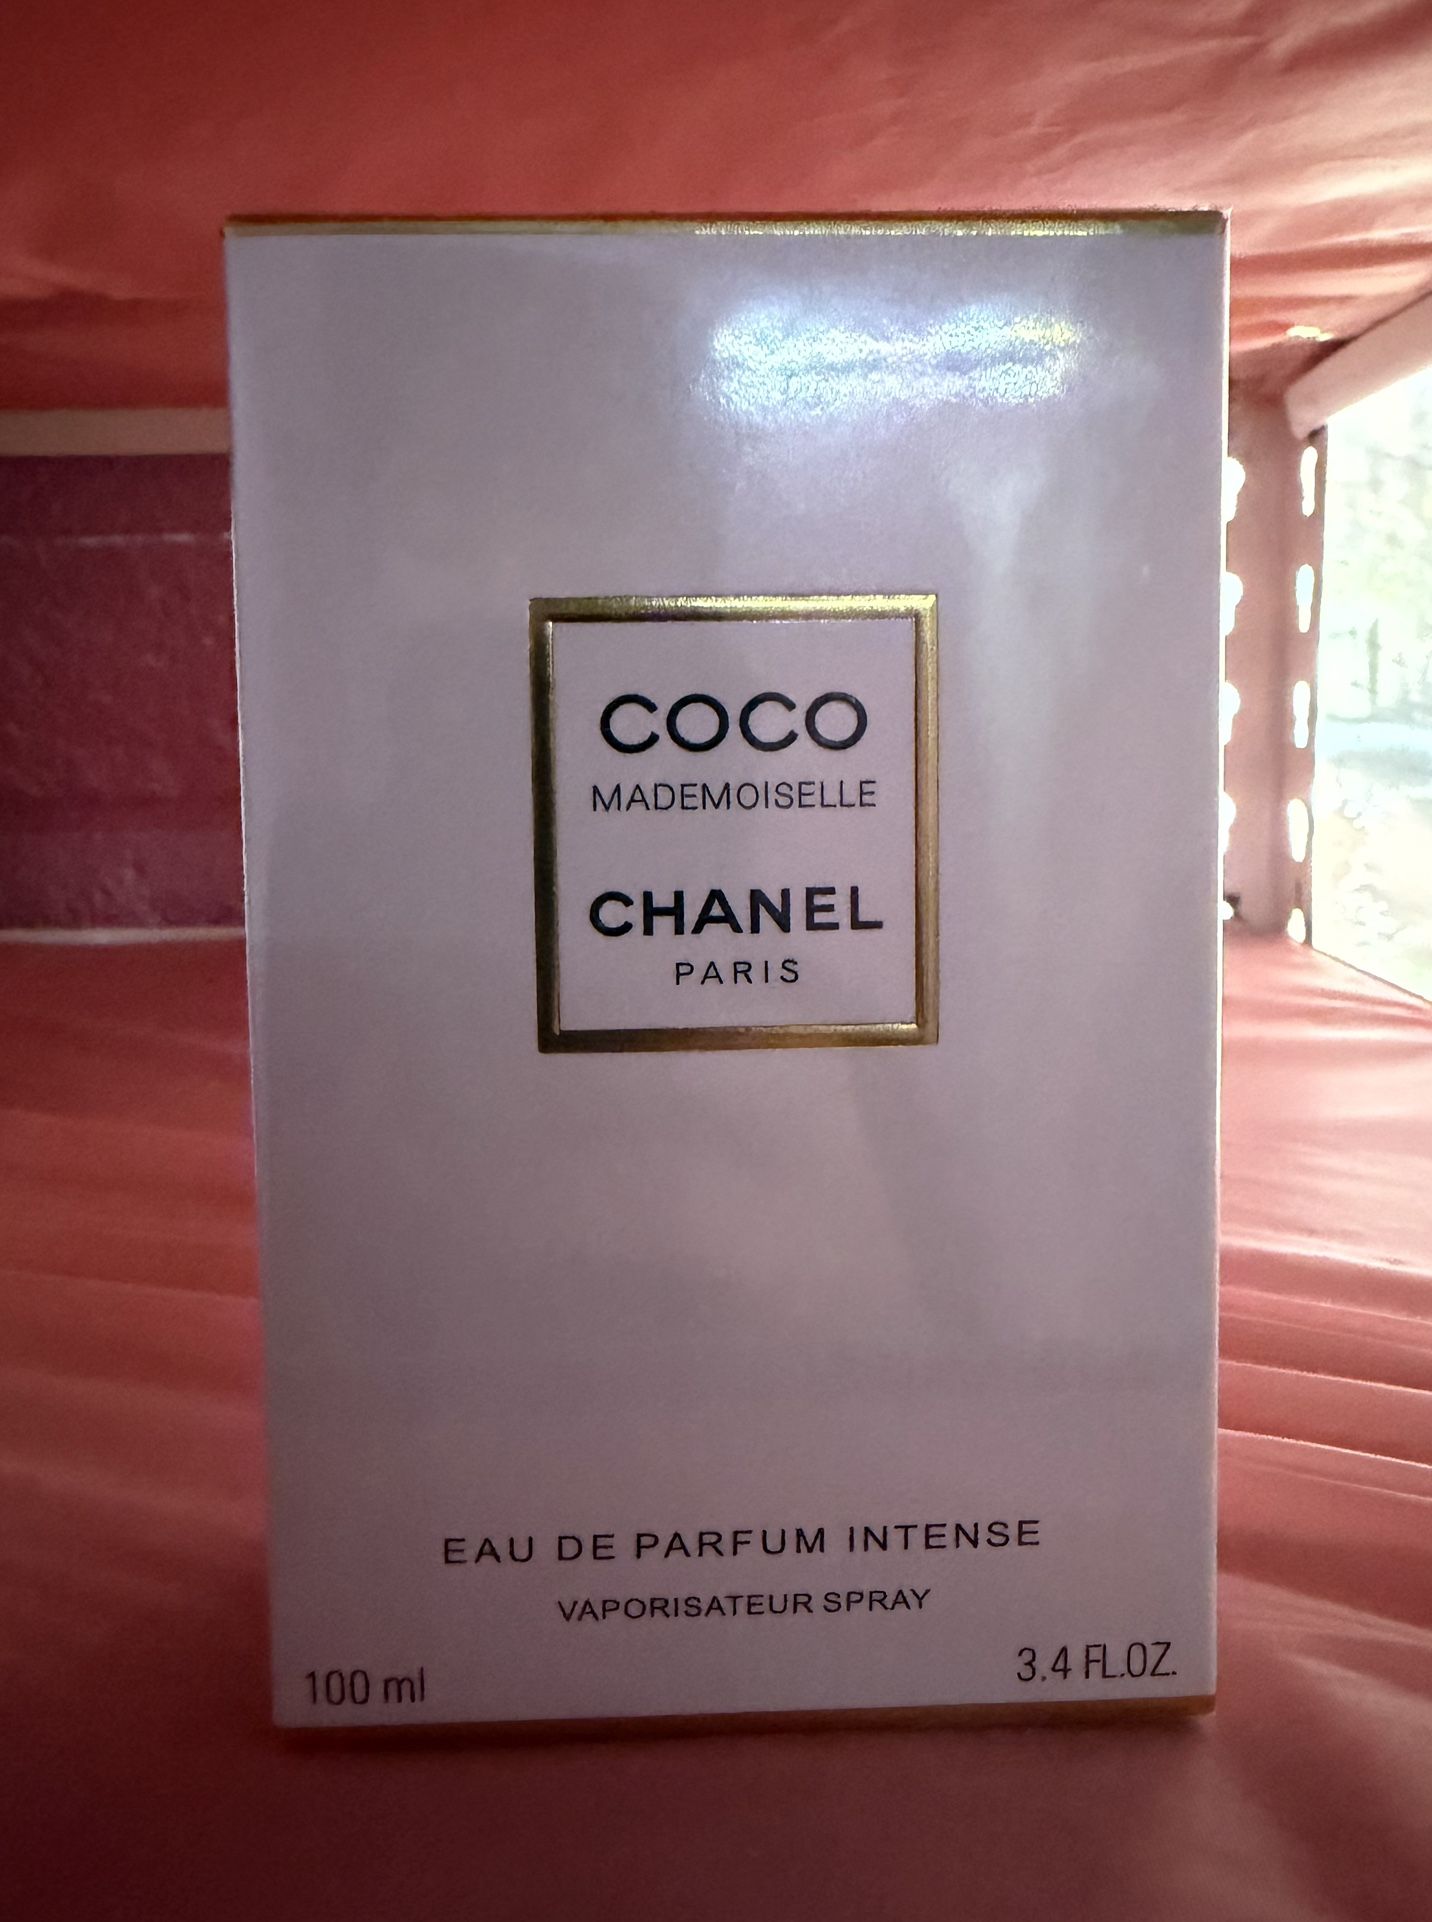 COCO
MADEMOISELLE
CHANEL
PARIS
EAU DE PARFUM INTENSE
VAPORISATEUR SPRAY
100 ml
3.4 FL.OZ.